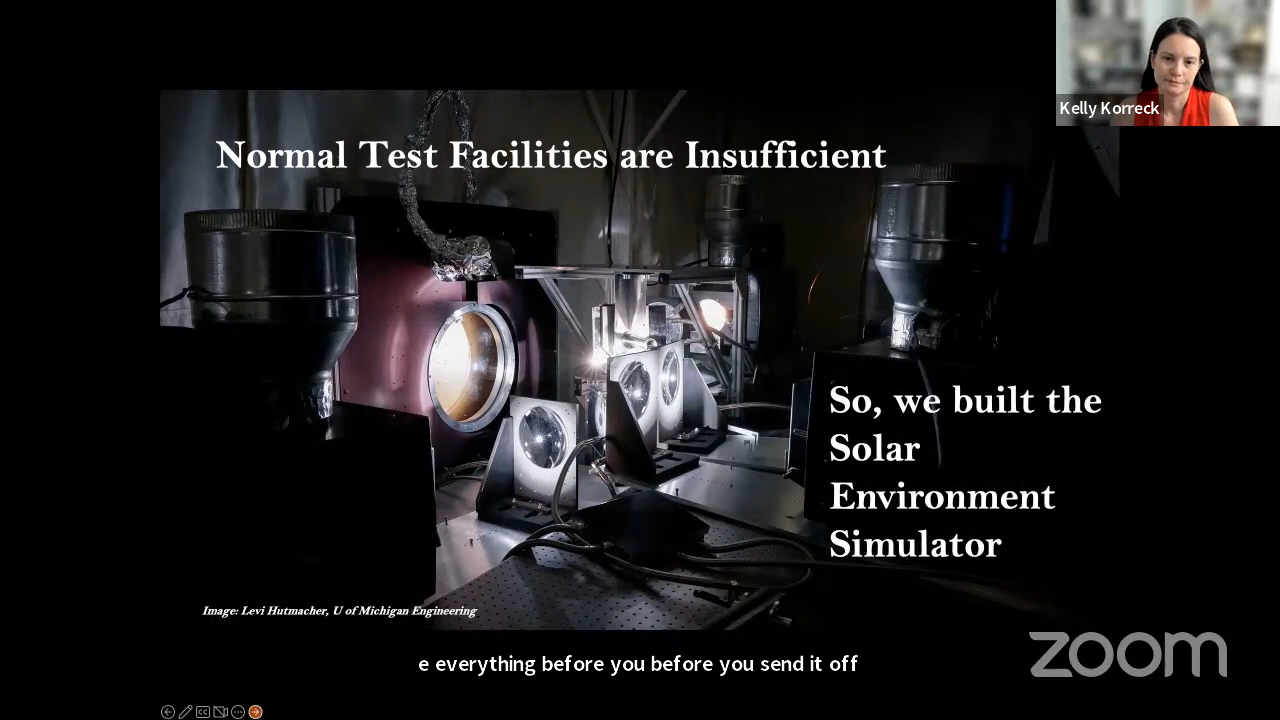 Kelly Korreck
Normal Test Facilities are Insufficient
So, we built the
Solar
Environment
Simulator
Image: Levi Hutmacher, U of Michigan Engineering
e everything before you before you send it off
zoom
CC